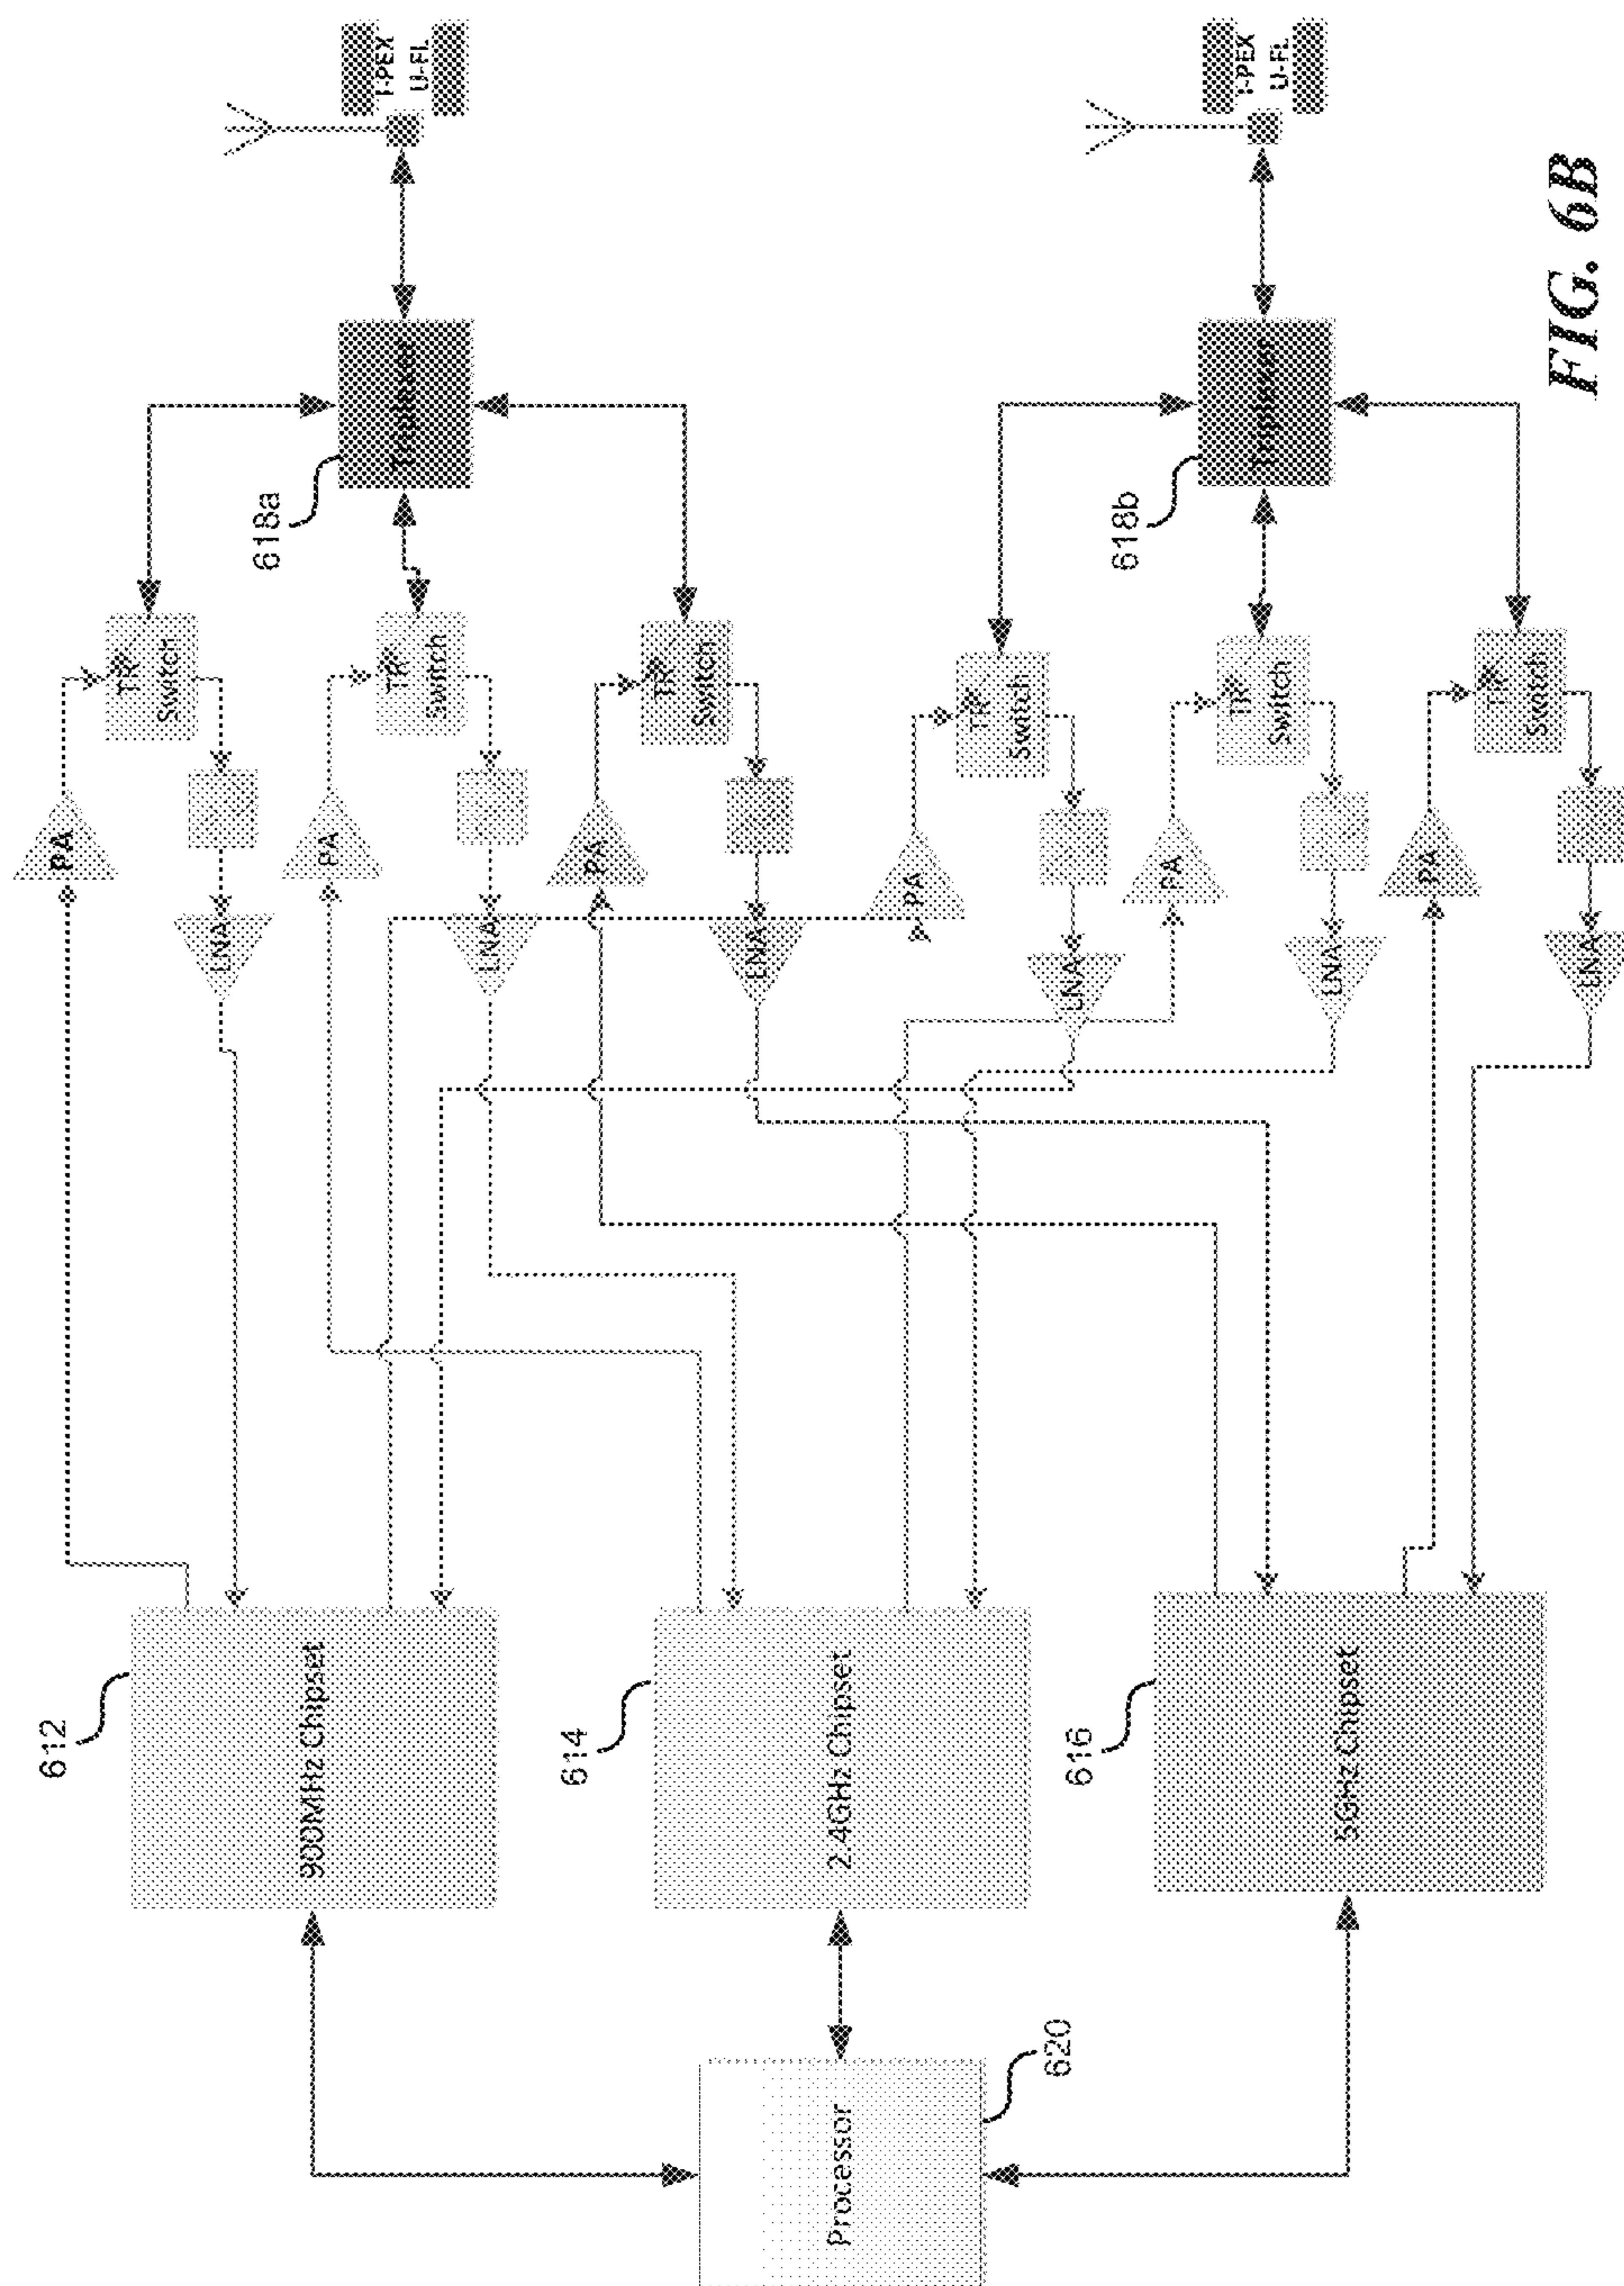 612
900MHz Chipset
614
2.4GHz Chipset
616
5GHz Chipset
Processor
620
PA
LNA
TR
Switch
PA
LNA
TR
Switch
PA
LNA
TR
Switch
PA
LNA
TR
Switch
PA
LNA
TR
Switch
PA
LNA
TR
Switch
618a
Triplexer
618b
Triplexer
I-PEX
U-FL
I-PEX
U-FL
FIG. 6B